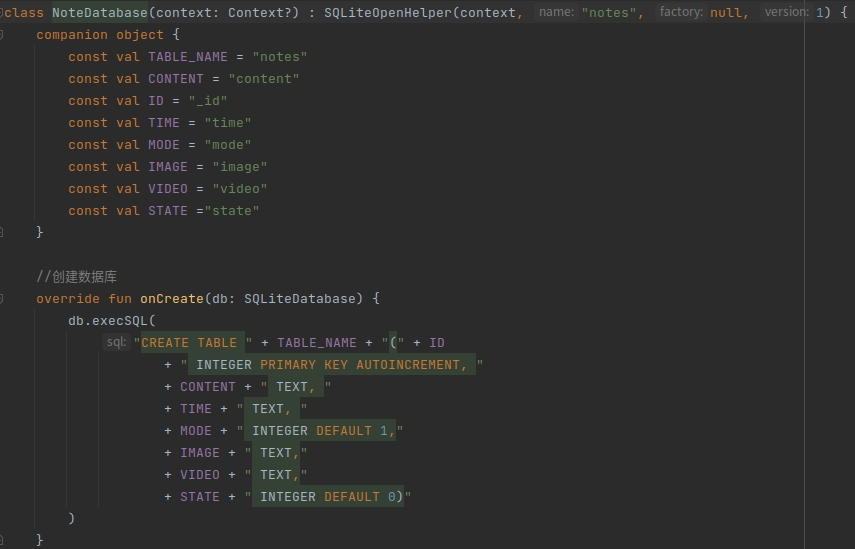 class NoteDatabase(context: Context?) : SQLiteOpenHelper(context, name: "notes", factory: null, version: 1) {
companion object {
const val TABLE_NAME = "notes"
const val CONTENT = "content"
const val ID = "_id"
const val TIME = "time"
const val MODE = "mode"
const val IMAGE = "image"
const val VIDEO = "video"
const val STATE ="state"
}
//创建数据库
override fun onCreate(db: SQLiteDatabase) {
db.execSQL(
sql: "CREATE TABLE " + TABLE_NAME + "(" + ID
+ " INTEGER PRIMARY KEY AUTOINCREMENT, "
+ CONTENT + " TEXT, "
+ TIME + " TEXT, "
+ MODE + " INTEGER DEFAULT 1,"
+ IMAGE + " TEXT,"
+ VIDEO + " TEXT,"
+ STATE + " INTEGER DEFAULT 0)"
)
}